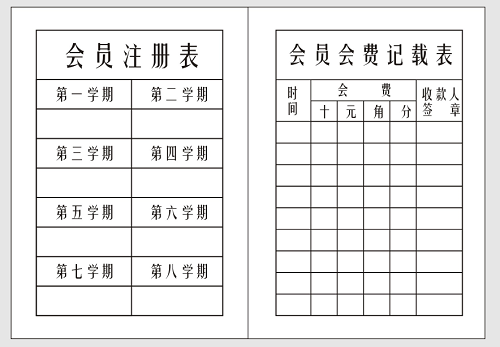 会员注册表
第一学期 第二学期
第三学期 第四学期
第五学期 第六学期
第七学期 第八学期
会员会费记载表
时间 会费 收款人签章
十 元 角 分